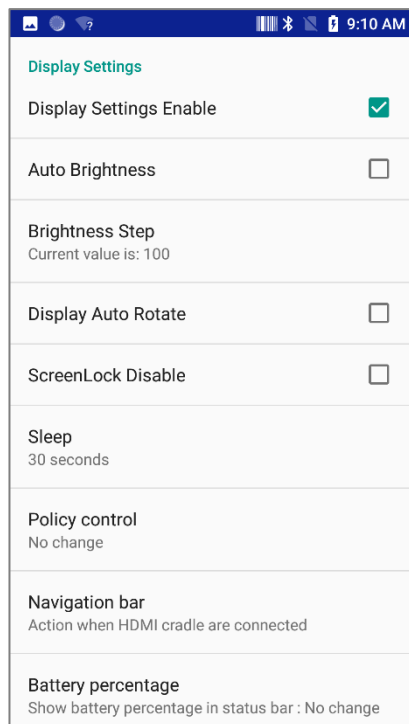 9:10 AM
Display Settings
Display Settings Enable
Auto Brightness
Brightness Step
Current value is: 100
Display Auto Rotate
ScreenLock Disable
Sleep
30 seconds
Policy control
No change
Navigation bar
Action when HDMI cradle are connected
Battery percentage
Show battery percentage in status bar : No change